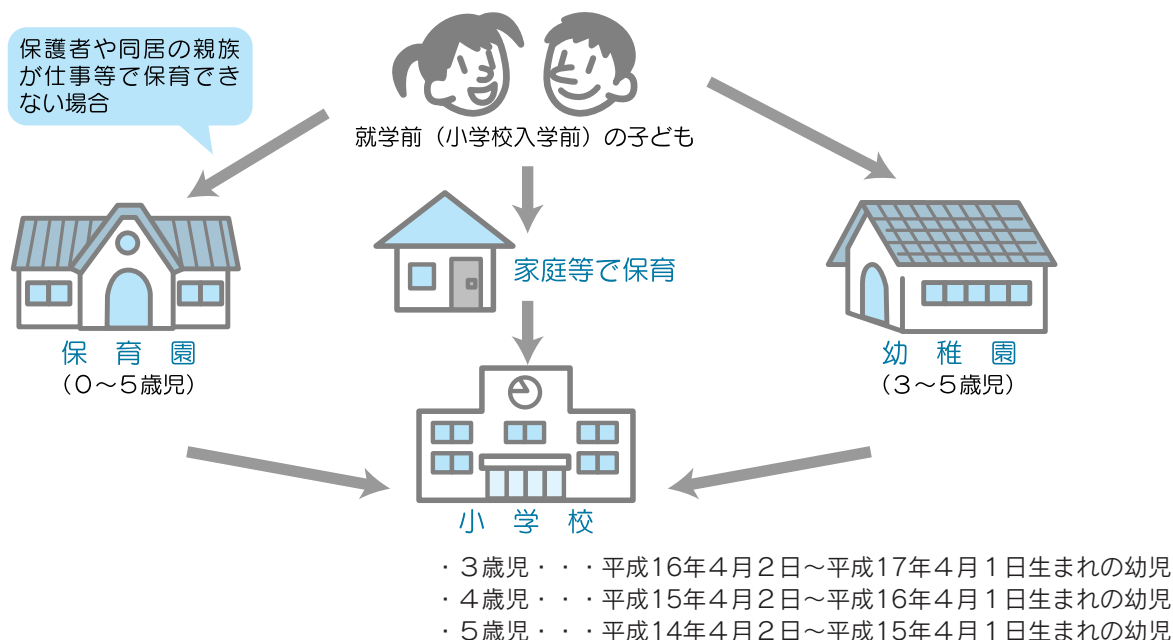 保護者や同居の親族
が仕事等で保育でき
ない場合
就学前（小学校入学前）の子ども
家庭等で保育
保育園
（０～５歳児）
幼稚園
（３～５歳児）
小学校
・３歳児・・・平成16年４月２日～平成17年４月１日生まれの幼児
・４歳児・・・平成15年４月２日～平成16年４月１日生まれの幼児
・５歳児・・・平成14年４月２日～平成15年４月１日生まれの幼児